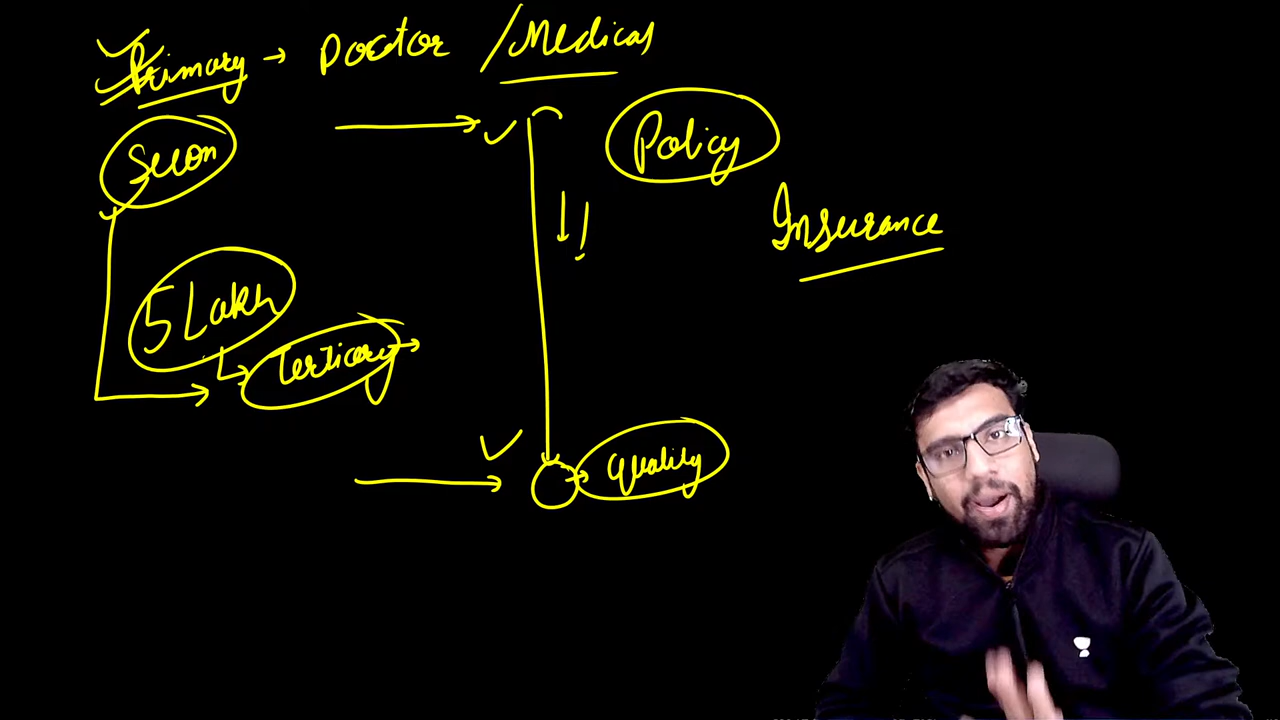 Primary → Doctor / Medical
Secon
Policy
Insurance
5 Lakh
Tertiary →
Quality